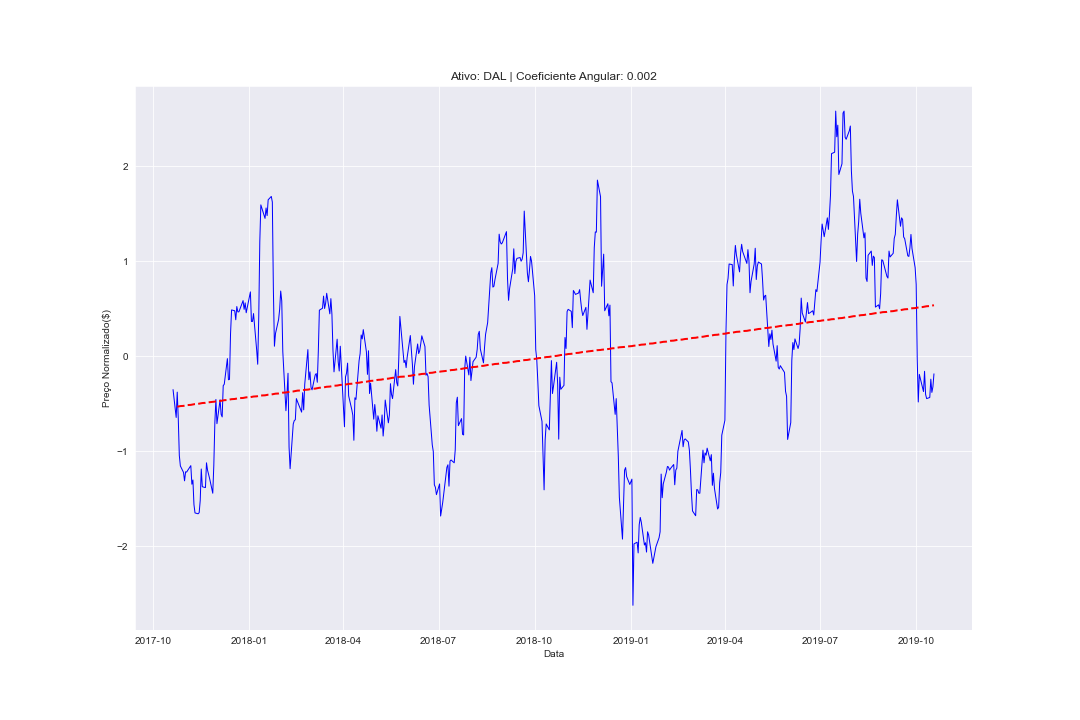 Ativo: DAL | Coeficiente Angular: 0.002
Preço Normalizado($)
2
1
0
−1
−2
2017-10 2018-01 2018-04 2018-07 2018-10 2019-01 2019-04 2019-07 2019-10
Data